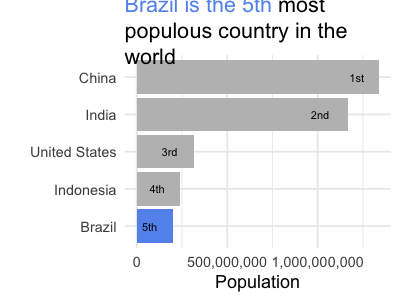 Brazil is the 5th most
populous country in the
world
China
1st
India
2nd
United States
3rd
Indonesia
4th
Brazil
5th
0
500,000,000
1,000,000,000
Population